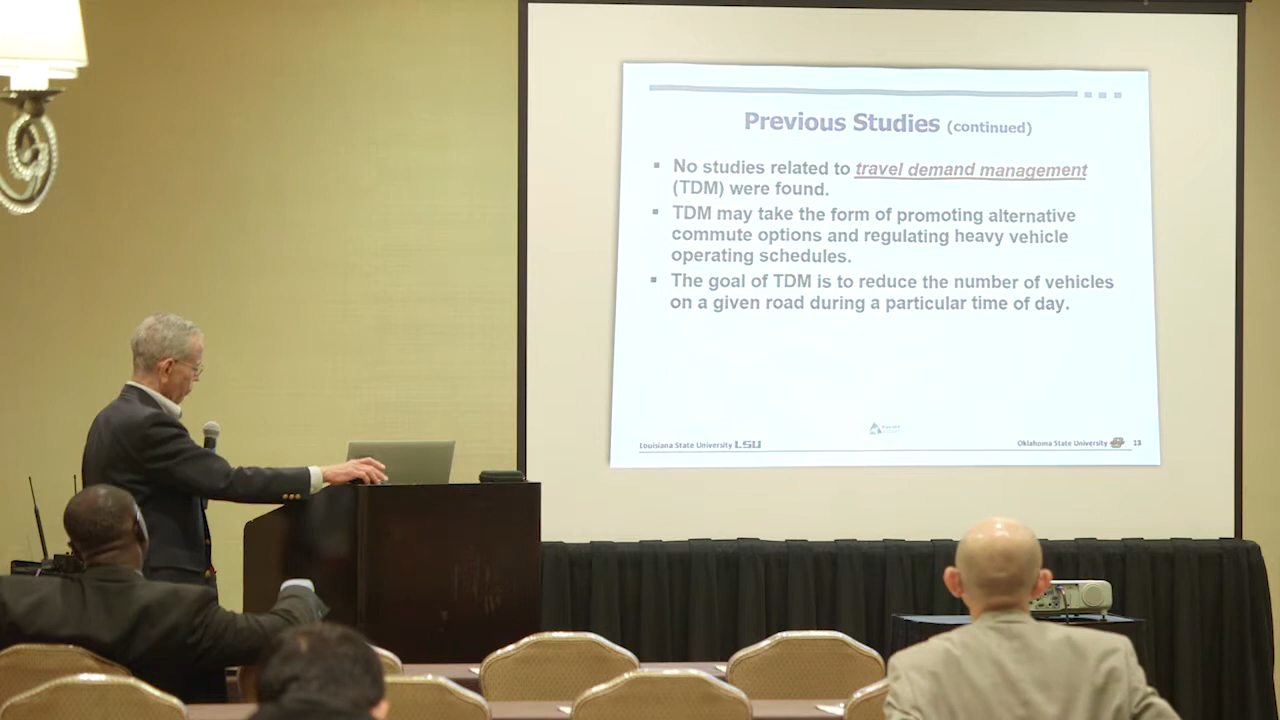 Previous Studies (continued)
▪ No studies related to travel demand management
(TDM) were found.
▪ TDM may take the form of promoting alternative
commute options and regulating heavy vehicle
operating schedules.
▪ The goal of TDM is to reduce the number of vehicles
on a given road during a particular time of day.
Louisiana State University LSU
Oklahoma State University 13